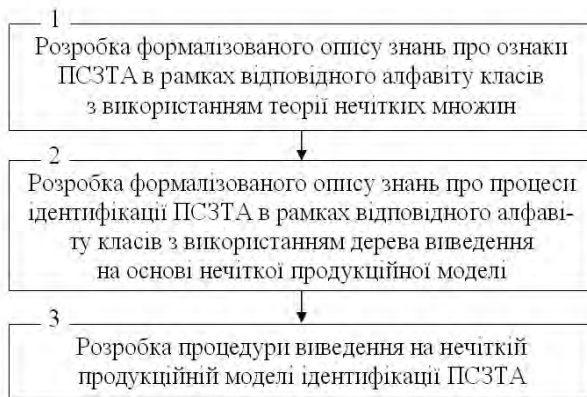 1
Розробка формалізованого опису знань про ознаки
ПСЗТА в рамках відповідного алфавіту класів
з використанням теорії нечітких множин
2
Розробка формалізованого опису знань про процеси
ідентифікації ПСЗТА в рамках відповідного алфаві-
ту класів з використанням дерева виведення
на основі нечіткої продукційної моделі
3
Розробка процедури виведення на нечіткій
продукційній моделі ідентифікації ПСЗТА